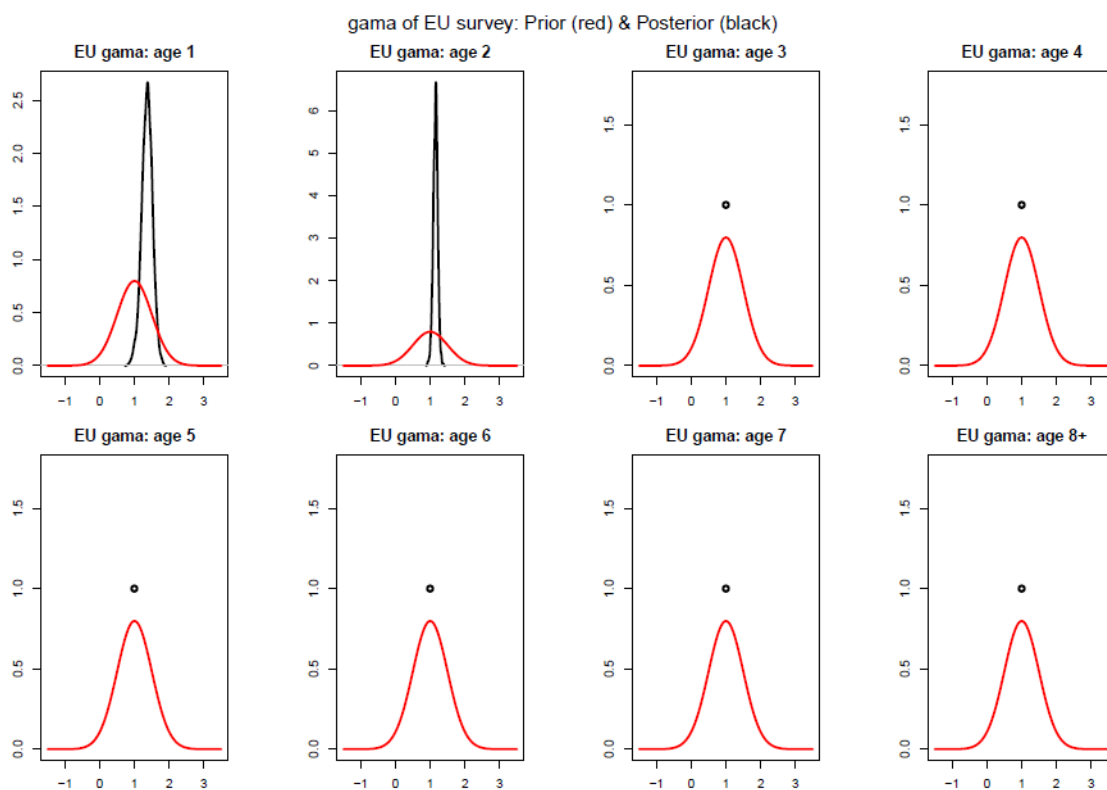 gama of EU survey: Prior (red) & Posterior (black)
EU gama: age 1
EU gama: age 2
EU gama: age 3
EU gama: age 4
2.5
2.0
1.5
1.0
0.5
0.0
−1 0 1 2 3
6
5
4
3
2
1
0
−1 0 1 2 3
1.5
1.0
0.5
0.0
−1 0 1 2 3
1.5
1.0
0.5
0.0
−1 0 1 2 3
EU gama: age 5
EU gama: age 6
EU gama: age 7
EU gama: age 8+
1.5
1.0
0.5
0.0
−1 0 1 2 3
1.5
1.0
0.5
0.0
−1 0 1 2 3
1.5
1.0
0.5
0.0
−1 0 1 2 3
1.5
1.0
0.5
0.0
−1 0 1 2 3